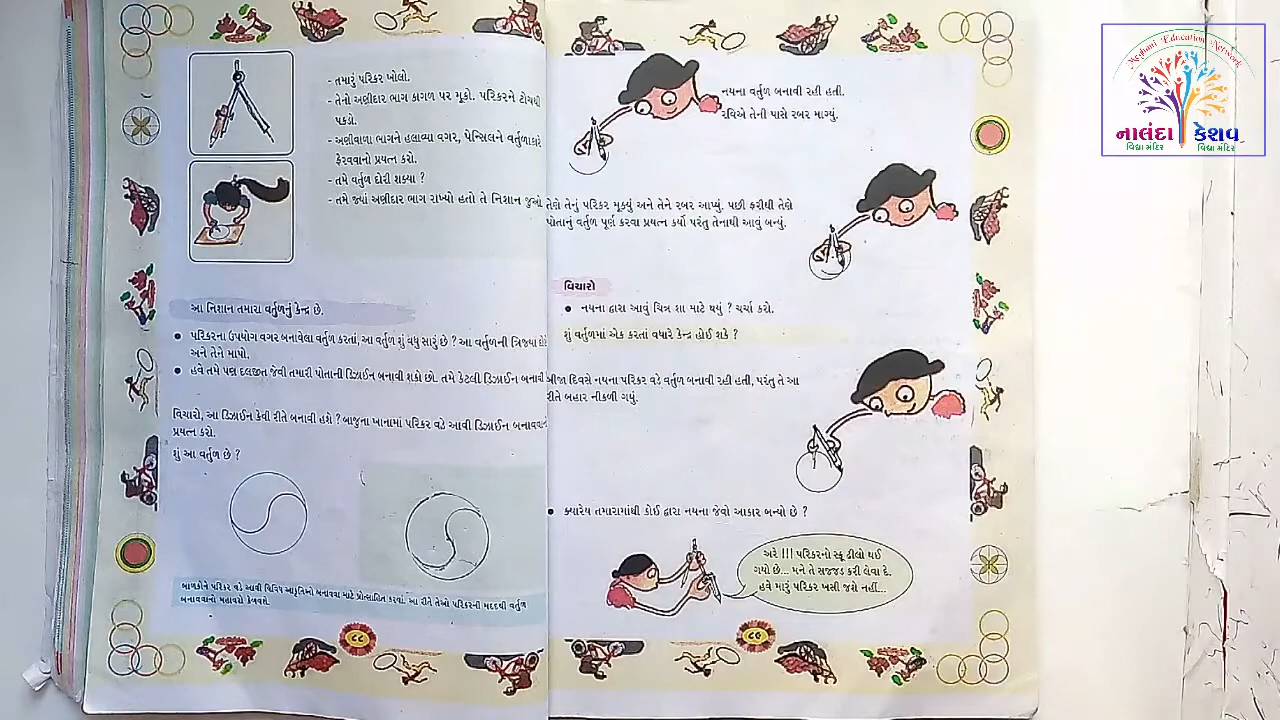 - તમારું પરિકર ખોલો.
- તેનો અણીદાર ભાગ કાગળ પર મૂકો. પરિકરને ટોચથી
પકડો.
- અણીવાળા ભાગને હલાવ્યા વગર, પેન્સિલને વર્તુળાકારે
ફેરવવાનો પ્રયત્ન કરો.
- તમે વર્તુળ દોરી શક્યા ?
- તમે જ્યાં અણીદાર ભાગ રાખ્યો હતો તે નિશાન જુઓ.
આ નિશાન તમારા વર્તુળનું કેન્દ્ર છે.
● પરિકરના ઉપયોગ વગર બનાવેલા વર્તુળ કરતાં, આ વર્તુળ શું વધુ સારું છે ? આ વર્તુળની ત્રિજ્યા દોરો
અને તેને માપો.
● હવે તમે પણ દલજીત જેવી તમારી પોતાની ડિઝાઈન બનાવી શકો છો. તમે કેટલી ડિઝાઈન બનાવી
વિચારો, આ ડિઝાઈન કેવી રીતે બનાવી હશે ? બાજુના ખાનામાં પરિકર વડે આવી ડિઝાઈન બનાવવાનો
પ્રયત્ન કરો.
શું આ વર્તુળ છે ?
બાળકોને પરિકર વડે આવી વિવિધ આકૃતિઓ બનાવવા માટે પ્રોત્સાહિત કરવાં. આ રીતે તેઓ પરિકરની મદદથી વર્તુળ
બનાવવાનો મહાવરો કેળવશે.
૮૮
નયના વર્તુળ બનાવી રહી હતી.
રવિએ તેની પાસે રબર માગ્યું.
તેણે તેનું પરિકર મૂક્યું અને તેને રબર આપ્યું. પછી ફરીથી તેણે
પોતાનું વર્તુળ પૂર્ણ કરવા પ્રયત્ન કર્યો પરંતુ તેનાથી આવું બન્યું.
વિચારો
● નયના દ્વારા આવું ચિત્ર શા માટે થયું ? ચર્ચા કરો.
શું વર્તુળમાં એક કરતાં વધારે કેન્દ્ર હોઈ શકે ?
બીજા દિવસે નયના પરિકર વડે વર્તુળ બનાવી રહી હતી, પરંતુ તે આ
રીતે બહાર નીકળી ગયું.
● ક્યારેય તમારામાંથી કોઈ દ્વારા નયના જેવો આકાર બન્યો છે ?
અરે !!! પરિકરનો સ્ક્રૂ ઢીલો થઈ
ગયો છે... મને તે સજ્જડ કરી લેવા દે.
હવે મારું પરિકર ખસી જશે નહીં...
૮૯
Meghani Education Network
નાલંદા કેશવ
વિદ્યા મંદિર વિદ્યા મંદિર